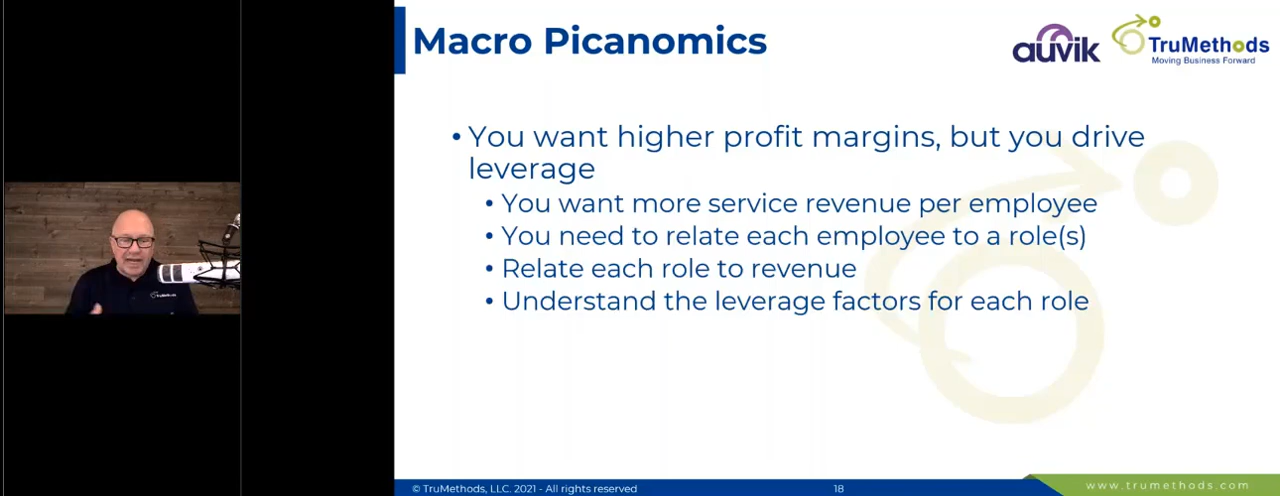 Macro Picanomics
auvik
TruMethods
Moving Business Forward
• You want higher profit margins, but you drive
leverage
• You want more service revenue per employee
• You need to relate each employee to a role(s)
• Relate each role to revenue
• Understand the leverage factors for each role
TruMethods
© TruMethods, LLC. 2021 - All rights reserved
18
www.trumethods.com